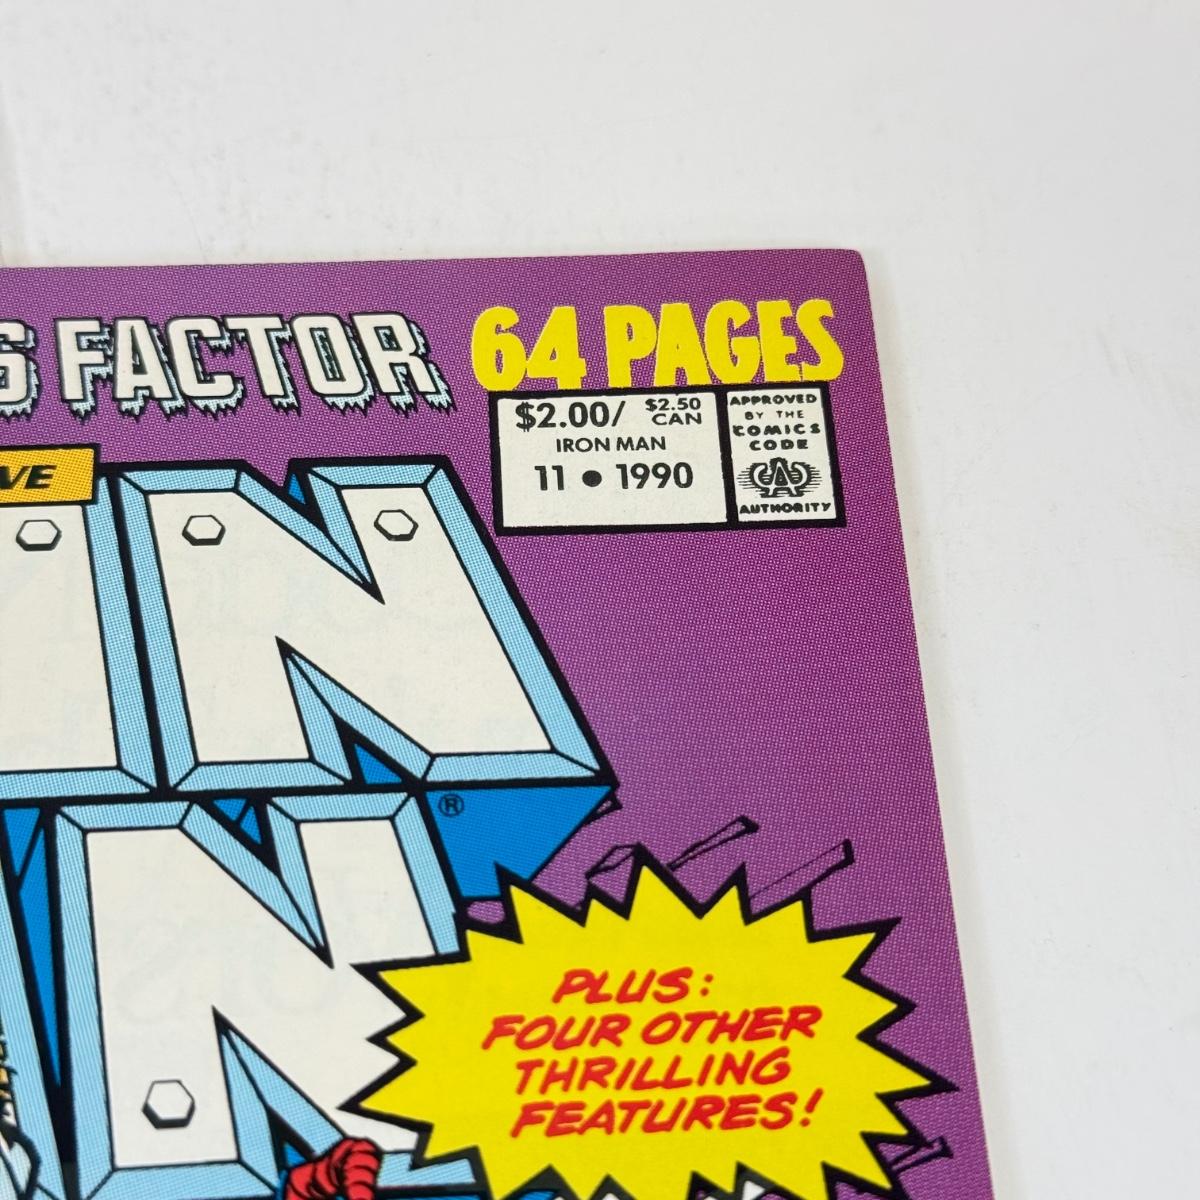 S FACTOR
64 PAGES
$2.00/ $2.50 CAN
IRON MAN
11 • 1990
APPROVED
BY THE
COMICS
CODE
A
AUTHORITY
VE
N
®
N
PLUS:
FOUR OTHER
THRILLING
FEATURES!